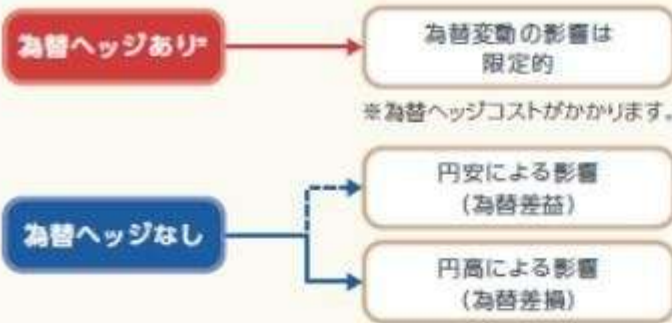 為替ヘッジあり※
為替変動の影響は
限定的
※為替ヘッジコストがかかります。
為替ヘッジなし
円安による影響
(為替差益)
円高による影響
(為替差損)